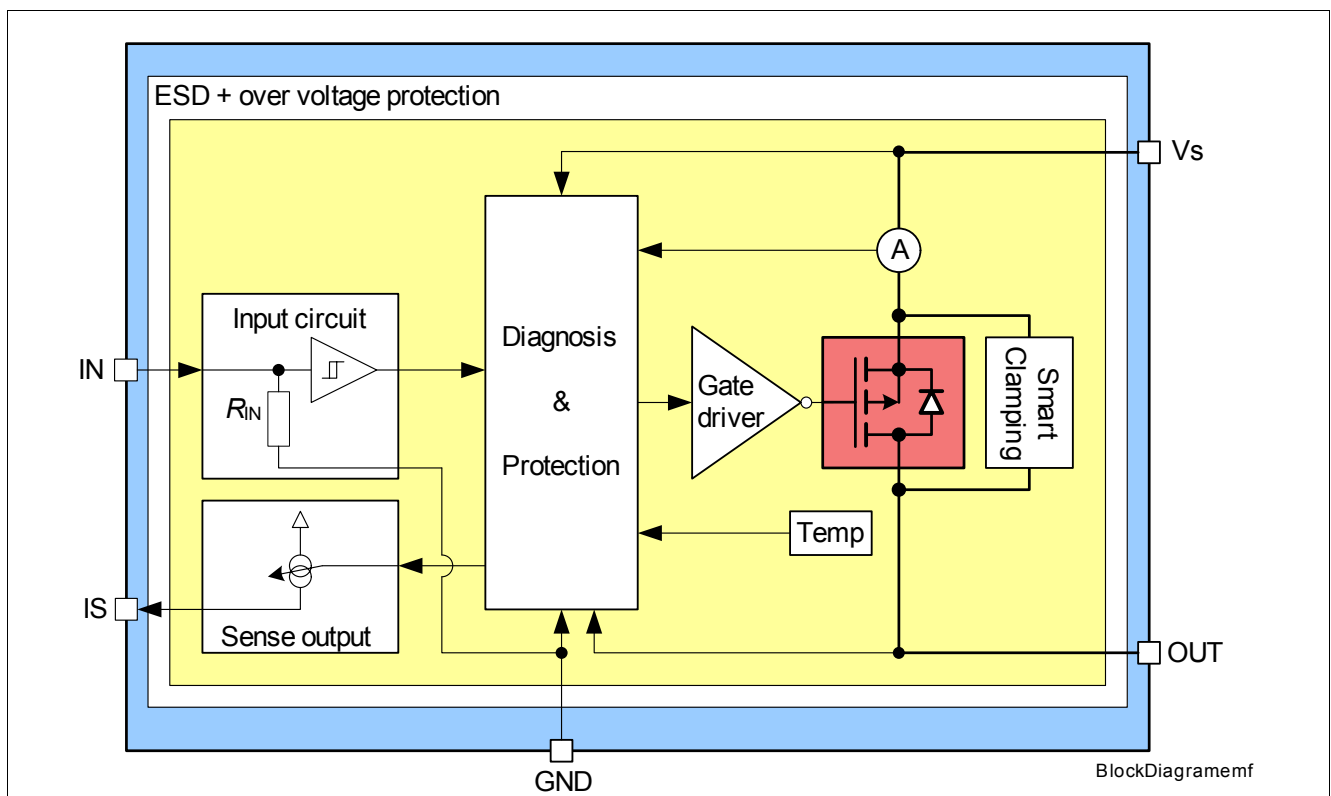 ESD + over voltage protection
Vs
A
Input circuit
IN
RIN
Diagnosis
&
Protection
Gate
driver
Smart
Clamping
Temp
IS
Sense output
OUT
GND
BlockDiagramemf